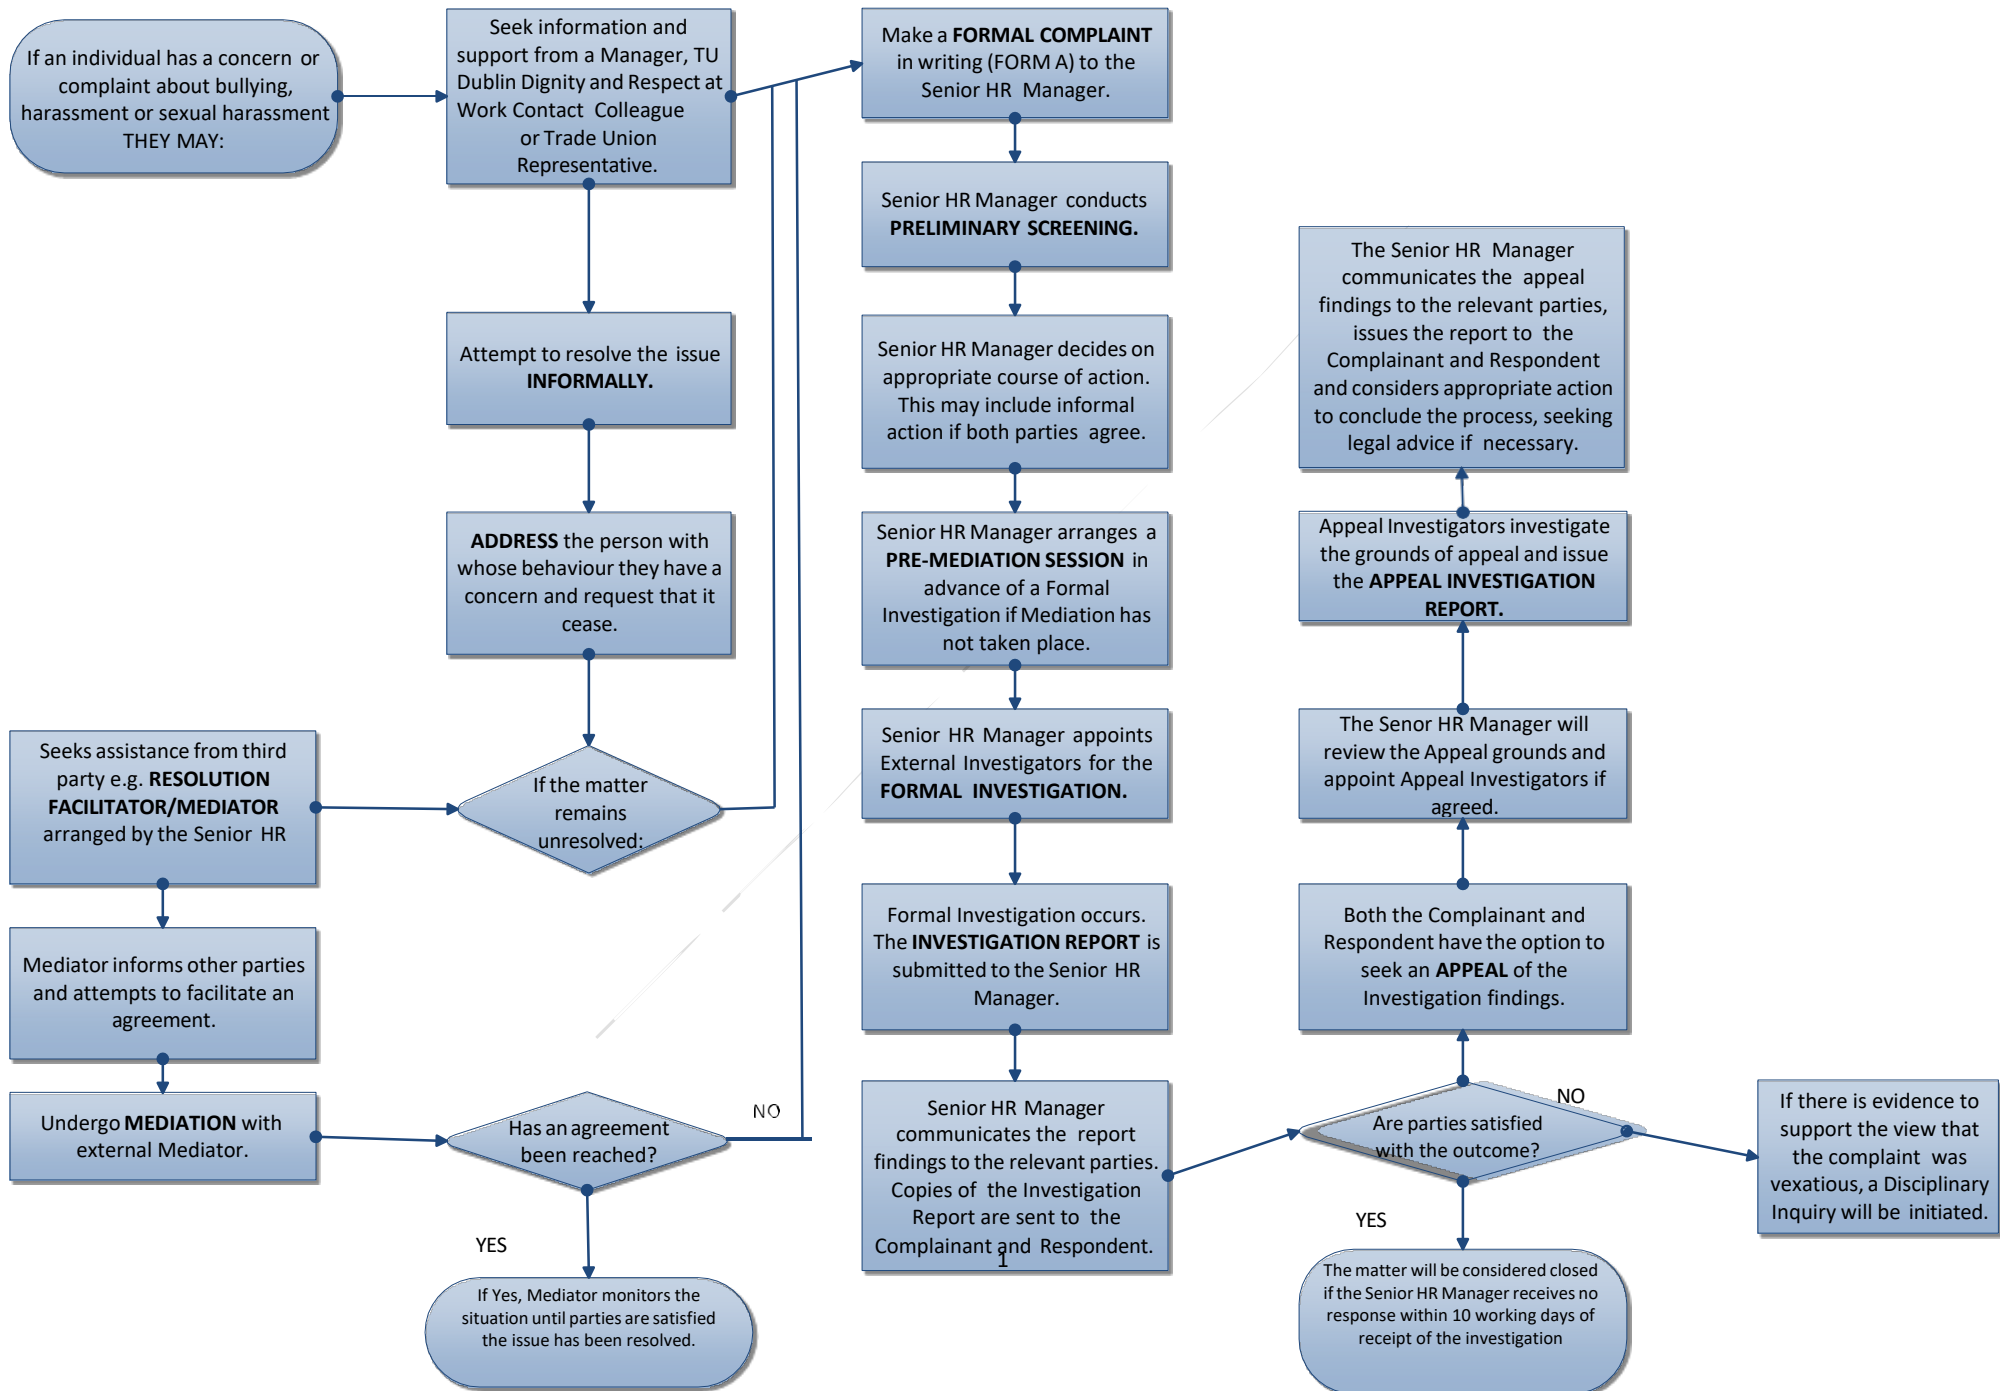 If an individual has a concern or
complaint about bullying,
harassment or sexual harassment
THEY MAY:
Seek information and
support from a Manager, TU
Dublin Dignity and Respect at
Work Contact Colleague
or Trade Union
Representative.
Attempt to resolve the issue
INFORMALLY.
ADDRESS the person with
whose behaviour they have a
concern and request that it
cease.
If the matter
remains
unresolved:
Seeks assistance from third
party e.g. RESOLUTION
FACILITATOR/MEDIATOR
arranged by the Senior HR
Mediator informs other parties
and attempts to facilitate an
agreement.
Undergo MEDIATION with
external Mediator.
Has an agreement
been reached?
NO
YES
If Yes, Mediator monitors the
situation until parties are satisfied
the issue has been resolved.
Make a FORMAL COMPLAINT
in writing (FORM A) to the
Senior HR Manager.
Senior HR Manager conducts
PRELIMINARY SCREENING.
Senior HR Manager decides on
appropriate course of action.
This may include informal
action if both parties agree.
Senior HR Manager arranges a
PRE-MEDIATION SESSION in
advance of a Formal
Investigation if Mediation has
not taken place.
Senior HR Manager appoints
External Investigators for the
FORMAL INVESTIGATION.
Formal Investigation occurs.
The INVESTIGATION REPORT is
submitted to the Senior HR
Manager.
Senior HR Manager
communicates the report
findings to the relevant parties.
Copies of the Investigation
Report are sent to the
Complainant and Respondent.
1
Are parties satisfied
with the outcome?
NO
YES
If there is evidence to
support the view that
the complaint was
vexatious, a Disciplinary
Inquiry will be initiated.
The matter will be considered closed
if the Senior HR Manager receives no
response within 10 working days of
receipt of the investigation
Both the Complainant and
Respondent have the option to
seek an APPEAL of the
Investigation findings.
The Senor HR Manager will
review the Appeal grounds and
appoint Appeal Investigators if
agreed.
Appeal Investigators investigate
the grounds of appeal and issue
the APPEAL INVESTIGATION
REPORT.
The Senior HR Manager
communicates the appeal
findings to the relevant parties,
issues the report to the
Complainant and Respondent
and considers appropriate action
to conclude the process, seeking
legal advice if necessary.